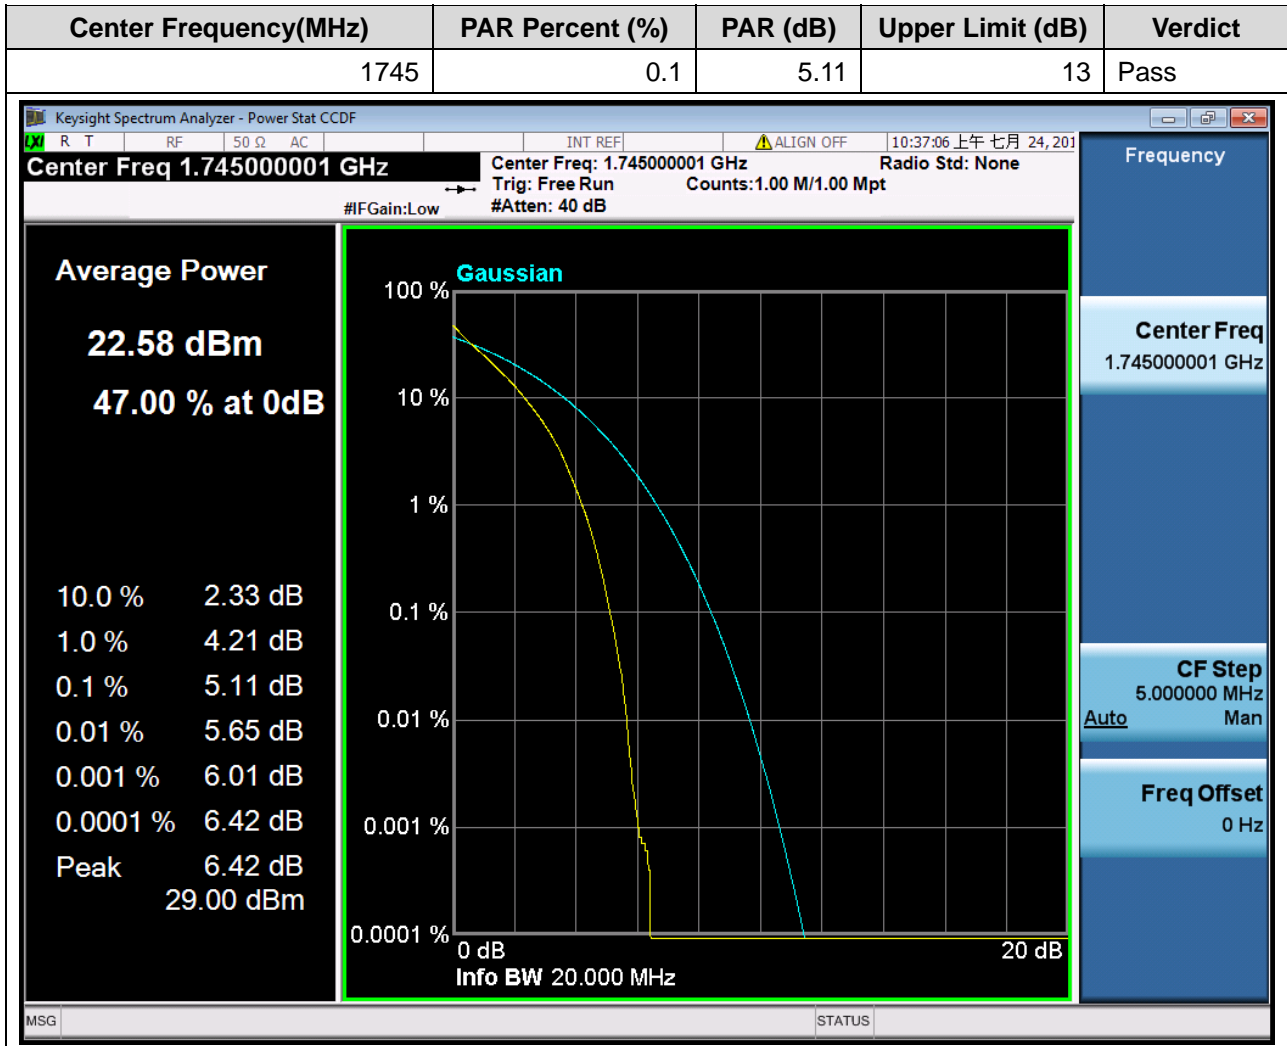 Center Frequency(MHz) PAR Percent (%) PAR (dB) Upper Limit (dB) Verdict
1745 0.1 5.11 13 Pass
Keysight Spectrum Analyzer - Power Stat CCDF
LXI R T RF 50 Ω AC INT REF ALIGN OFF 10:37:06 上午 七月 24, 201
Center Freq 1.745000001 GHz
Center Freq: 1.745000001 GHz Radio Std: None
Trig: Free Run Counts:1.00 M/1.00 Mpt
#IFGain:Low #Atten: 40 dB
Frequency
Average Power
22.58 dBm
47.00 % at 0dB
10.0 % 2.33 dB
1.0 % 4.21 dB
0.1 % 5.11 dB
0.01 % 5.65 dB
0.001 % 6.01 dB
0.0001 % 6.42 dB
Peak 6.42 dB
29.00 dBm
Gaussian
100 %
10 %
1 %
0.1 %
0.01 %
0.001 %
0.0001 %
0 dB 20 dB
Info BW 20.000 MHz
Center Freq
1.745000001 GHz
CF Step
5.000000 MHz
Auto Man
Freq Offset
0 Hz
MSG STATUS